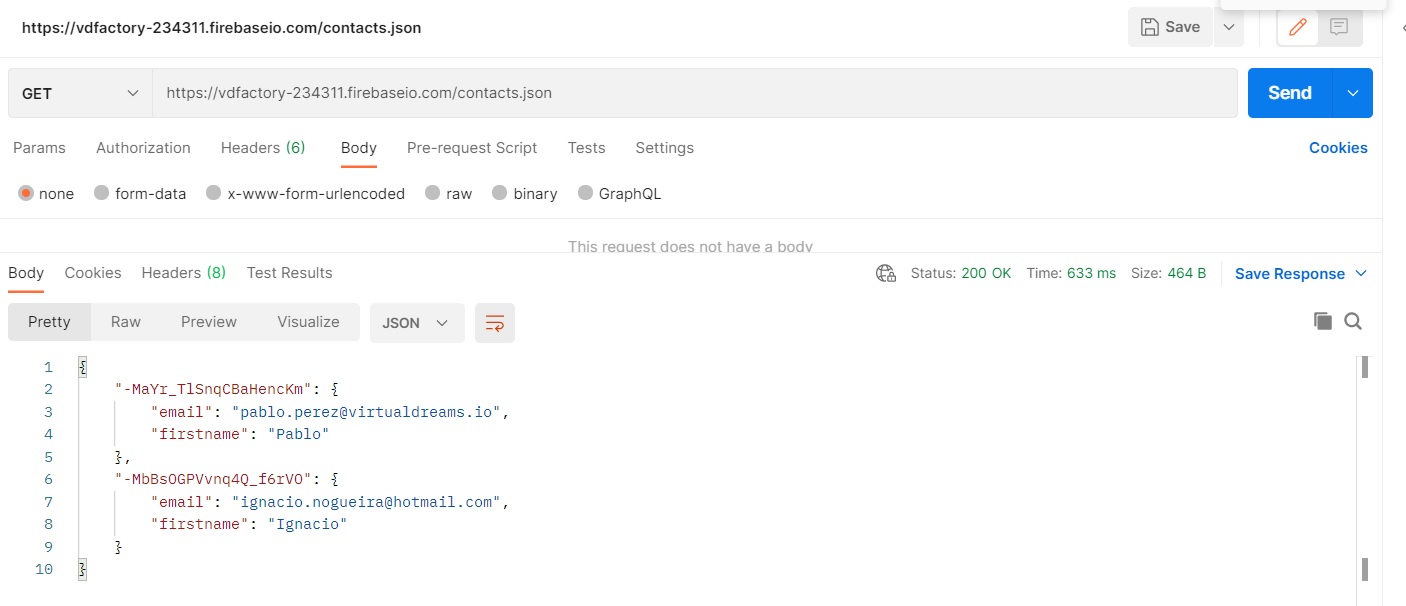 https://vdfactory-234311.firebaseio.com/contacts.json
Save
GET
https://vdfactory-234311.firebaseio.com/contacts.json
Send
Params Authorization Headers (6) Body Pre-request Script Tests Settings Cookies
none form-data x-www-form-urlencoded raw binary GraphQL
This request does not have a body
Body Cookies Headers (8) Test Results Status: 200 OK Time: 633 ms Size: 464 B Save Response
Pretty Raw Preview Visualize JSON
1 {
2 "-MaYr_TlSnqCBaHencKm": {
3 "email": "pablo.perez@virtualdreams.io",
4 "firstname": "Pablo"
5 },
6 "-MbBsOGPVvnq4Q_f6rVO": {
7 "email": "ignacio.nogueira@hotmail.com",
8 "firstname": "Ignacio"
9 }
10 }